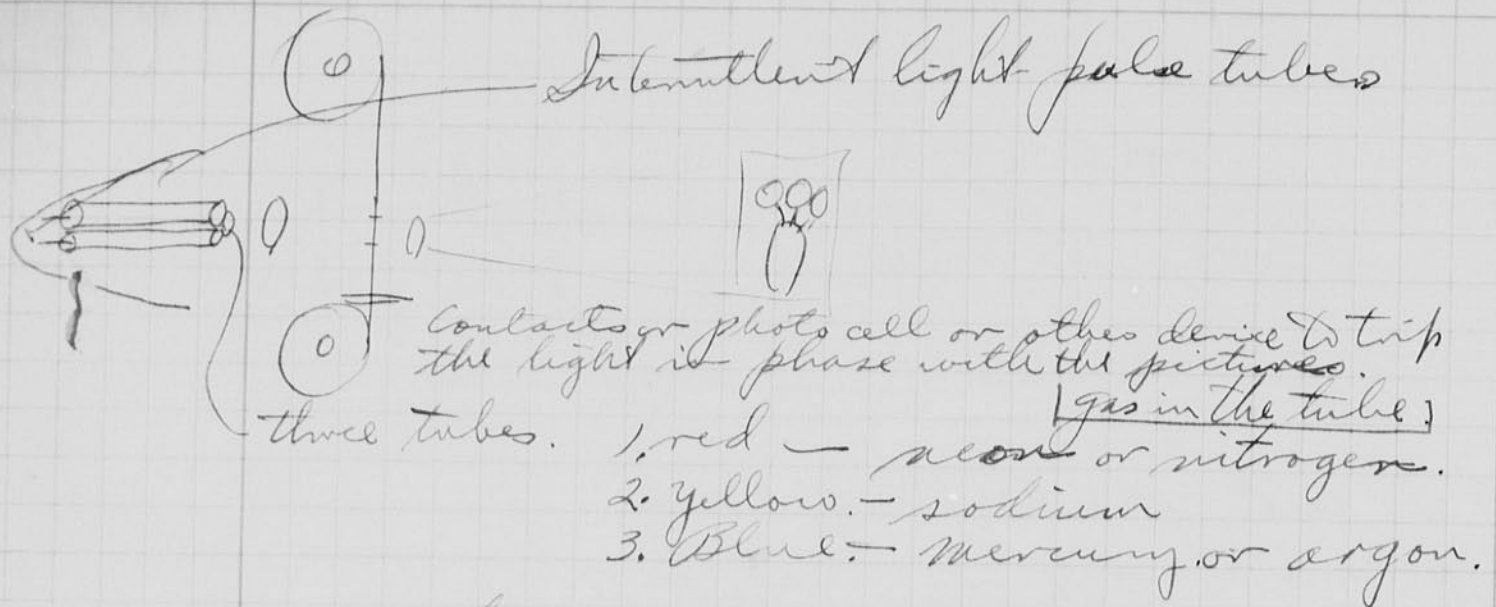 Intermittent light pulse tubes
Contacts or photo cell or other device to trip
the light in phase with the pictures.
[gas in the tube]
three tubes.
1. red — neon or nitrogen.
2. Yellow. — sodium
3. Blue. — mercury or argon.